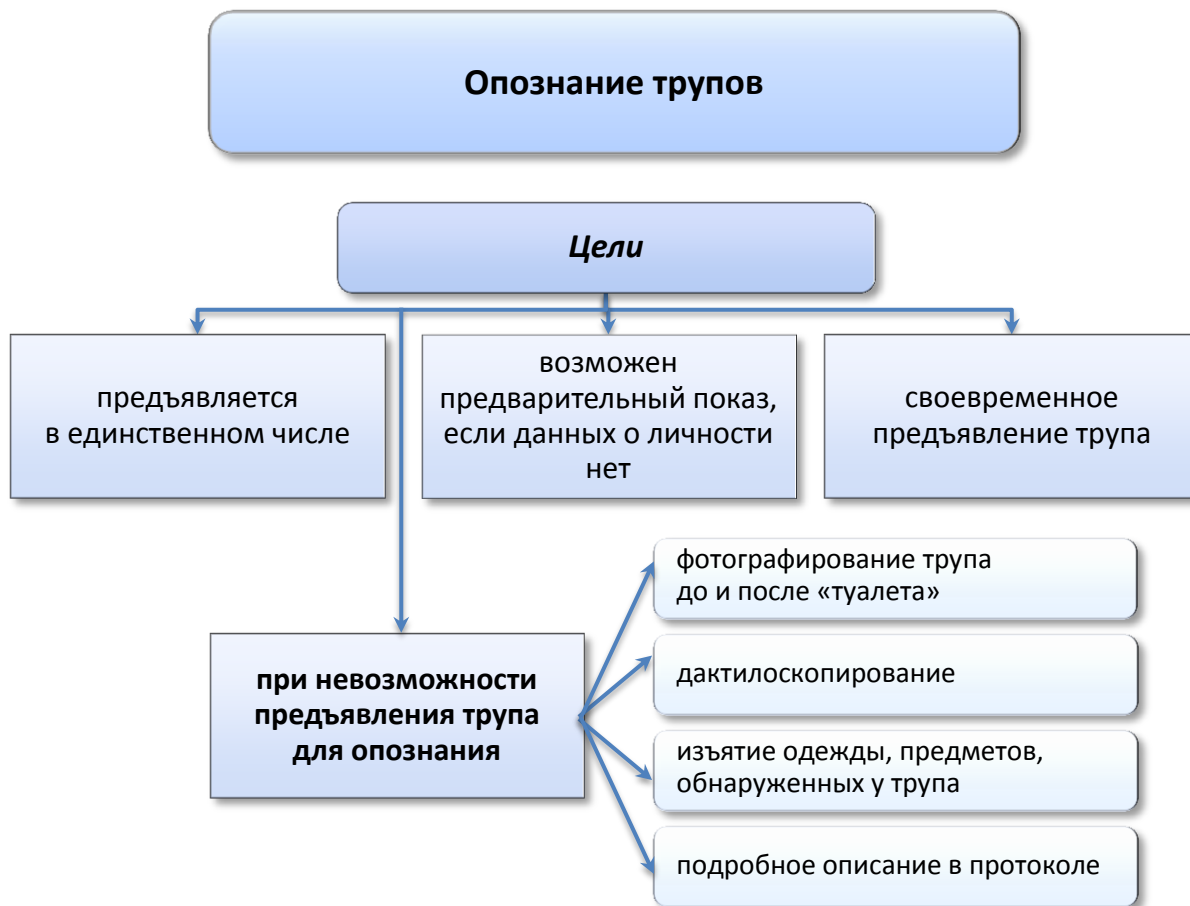 Опознание трупов
Цели
предъявляется
в единственном числе
возможен
предварительный показ,
если данных о личности
нет
своевременное
предъявление трупа
при невозможности
предъявления трупа
для опознания
фотографирование трупа
до и после «туалета»
дактилоскопирование
изъятие одежды, предметов,
обнаруженных у трупа
подробное описание в протоколе